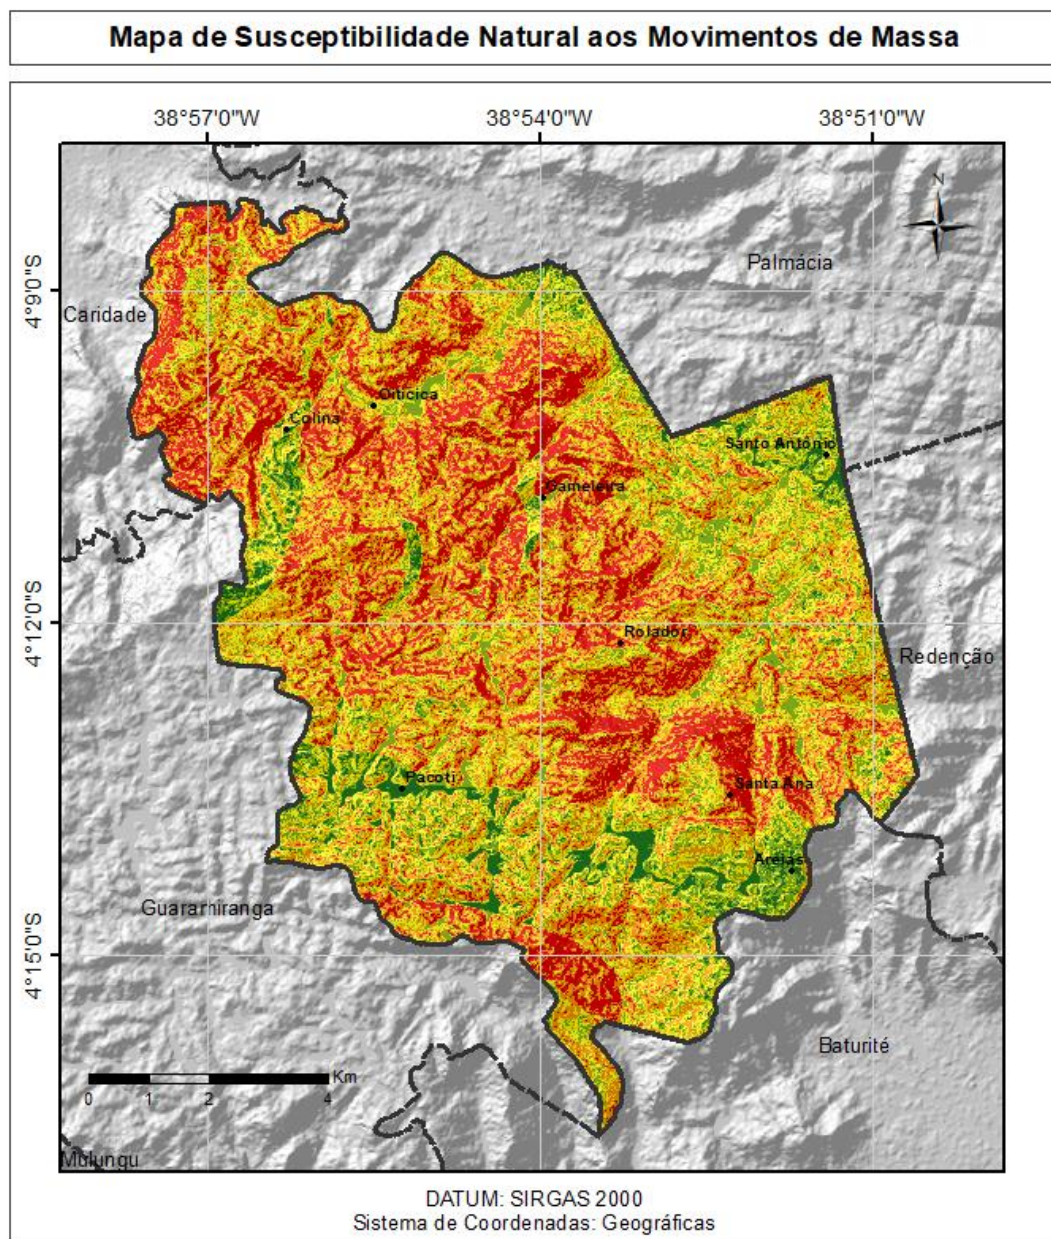 Mapa de Susceptibilidade Natural aos Movimentos de Massa
38°57'0"W 38°54'0"W 38°51'0"W
N
Palmácia
4°9'0"S
Caridade
Oiticica
Colina
Santo Antônio
Gameleira
4°12'0"S
Rolador
Redenção
Pacoti
Santa Ana
Areias
Guaramiranga
4°15'0"S
Baturité
Km
0 1 2 4
Mulungu
DATUM: SIRGAS 2000
Sistema de Coordenadas: Geográficas